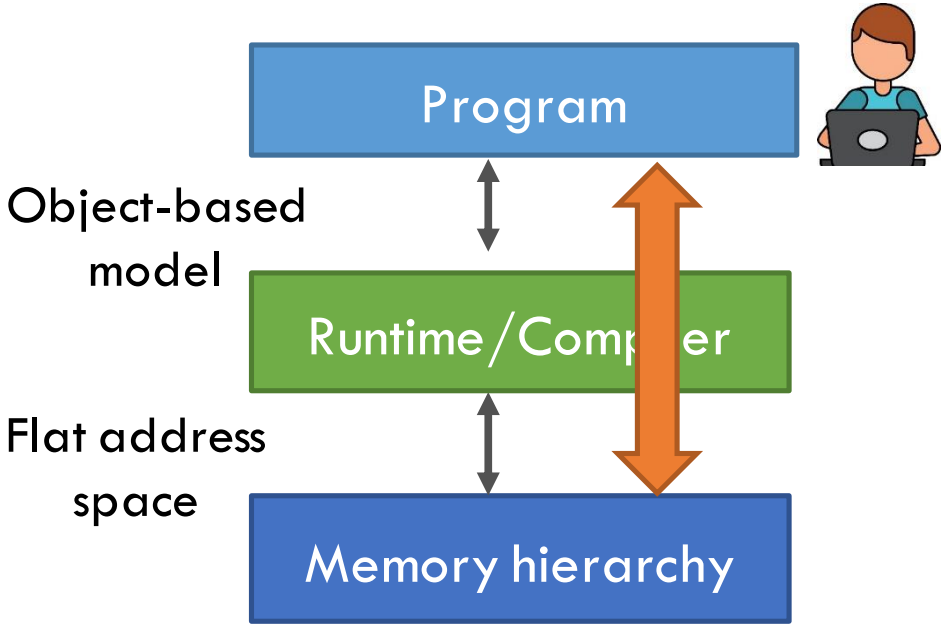 Program
Object-based
model
Runtime/Compiler
Flat address
space
Memory hierarchy